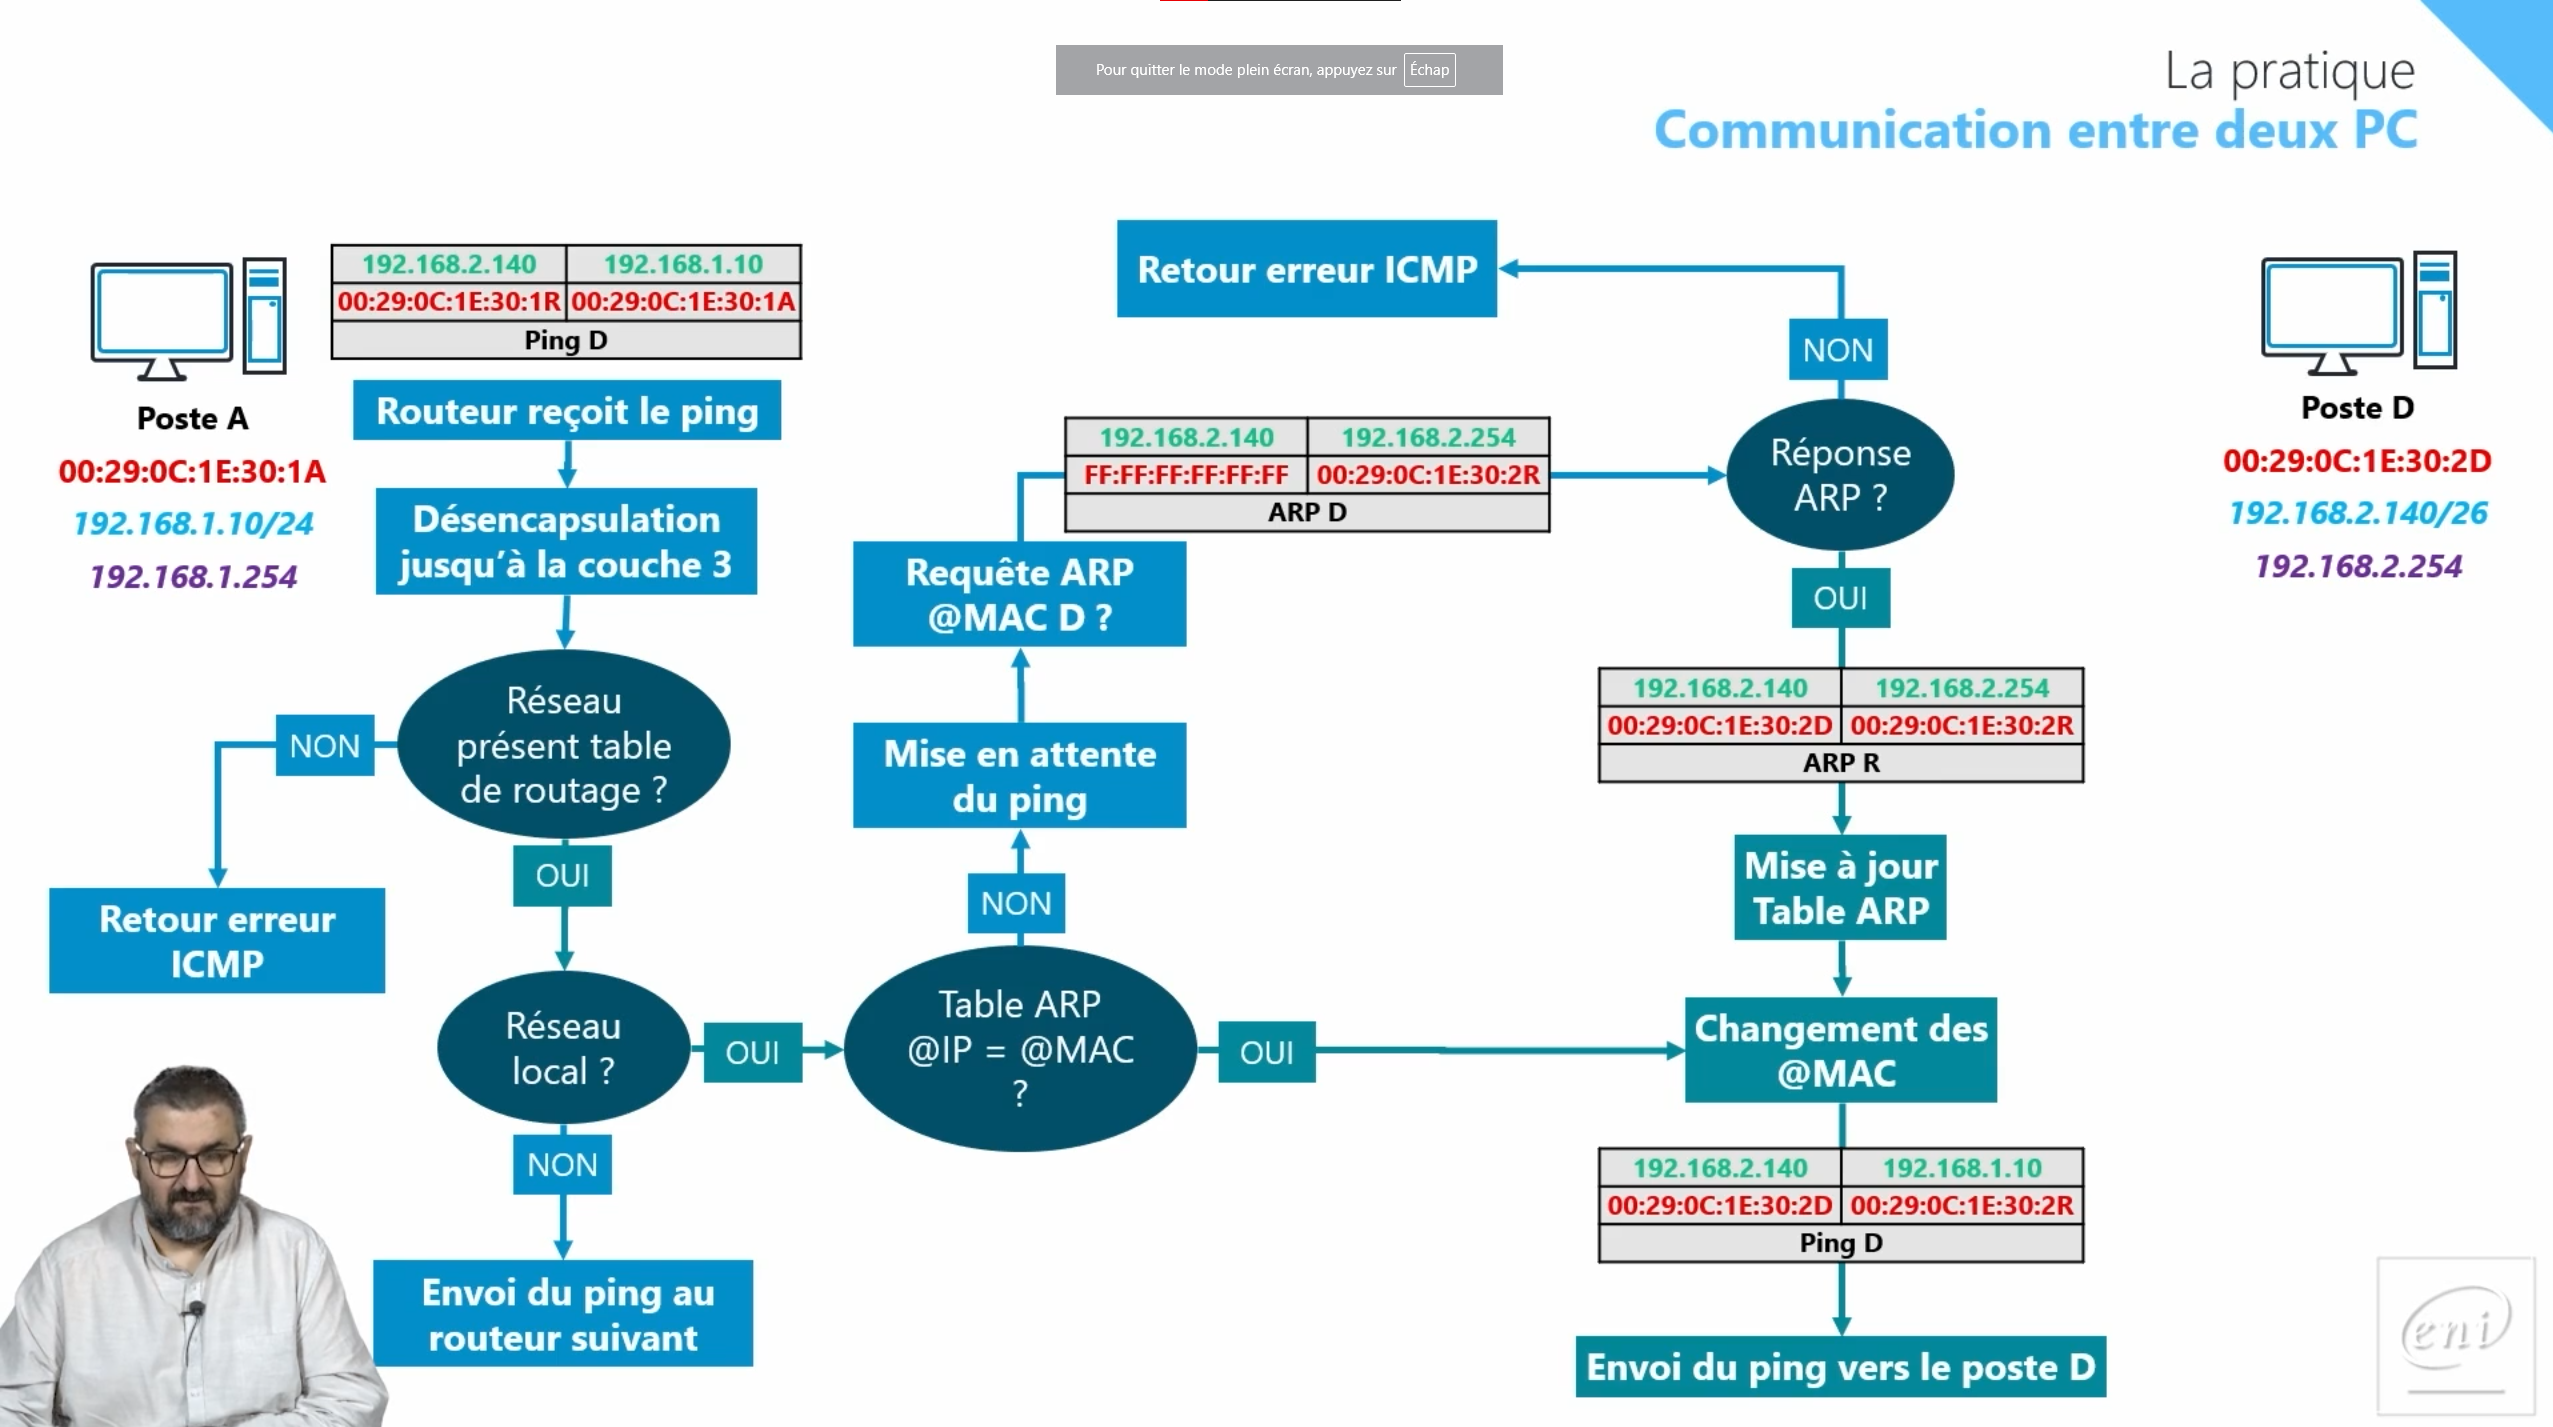 Pour quitter le mode plein écran, appuyez sur Échap
La pratique
Communication entre deux PC
Poste A
00:29:0C:1E:30:1A
192.168.1.10/24
192.168.1.254
192.168.2.140 192.168.1.10
00:29:0C:1E:30:1R 00:29:0C:1E:30:1A
Ping D
Routeur reçoit le ping
Désencapsulation
jusqu'à la couche 3
Réseau
présent table
de routage ?
NON
Retour erreur
ICMP
OUI
Réseau
local ?
NON
Envoi du ping au
routeur suivant
OUI
Table ARP
@IP = @MAC
?
NON
Mise en attente
du ping
Requête ARP
@MAC D ?
192.168.2.140 192.168.2.254
FF:FF:FF:FF:FF:FF 00:29:0C:1E:30:2R
ARP D
Réponse
ARP ?
NON
Retour erreur ICMP
OUI
192.168.2.140 192.168.2.254
00:29:0C:1E:30:2D 00:29:0C:1E:30:2R
ARP R
Mise à jour
Table ARP
OUI
Changement des
@MAC
192.168.2.140 192.168.1.10
00:29:0C:1E:30:2D 00:29:0C:1E:30:2R
Ping D
Envoi du ping vers le poste D
Poste D
00:29:0C:1E:30:2D
192.168.2.140/26
192.168.2.254
eni